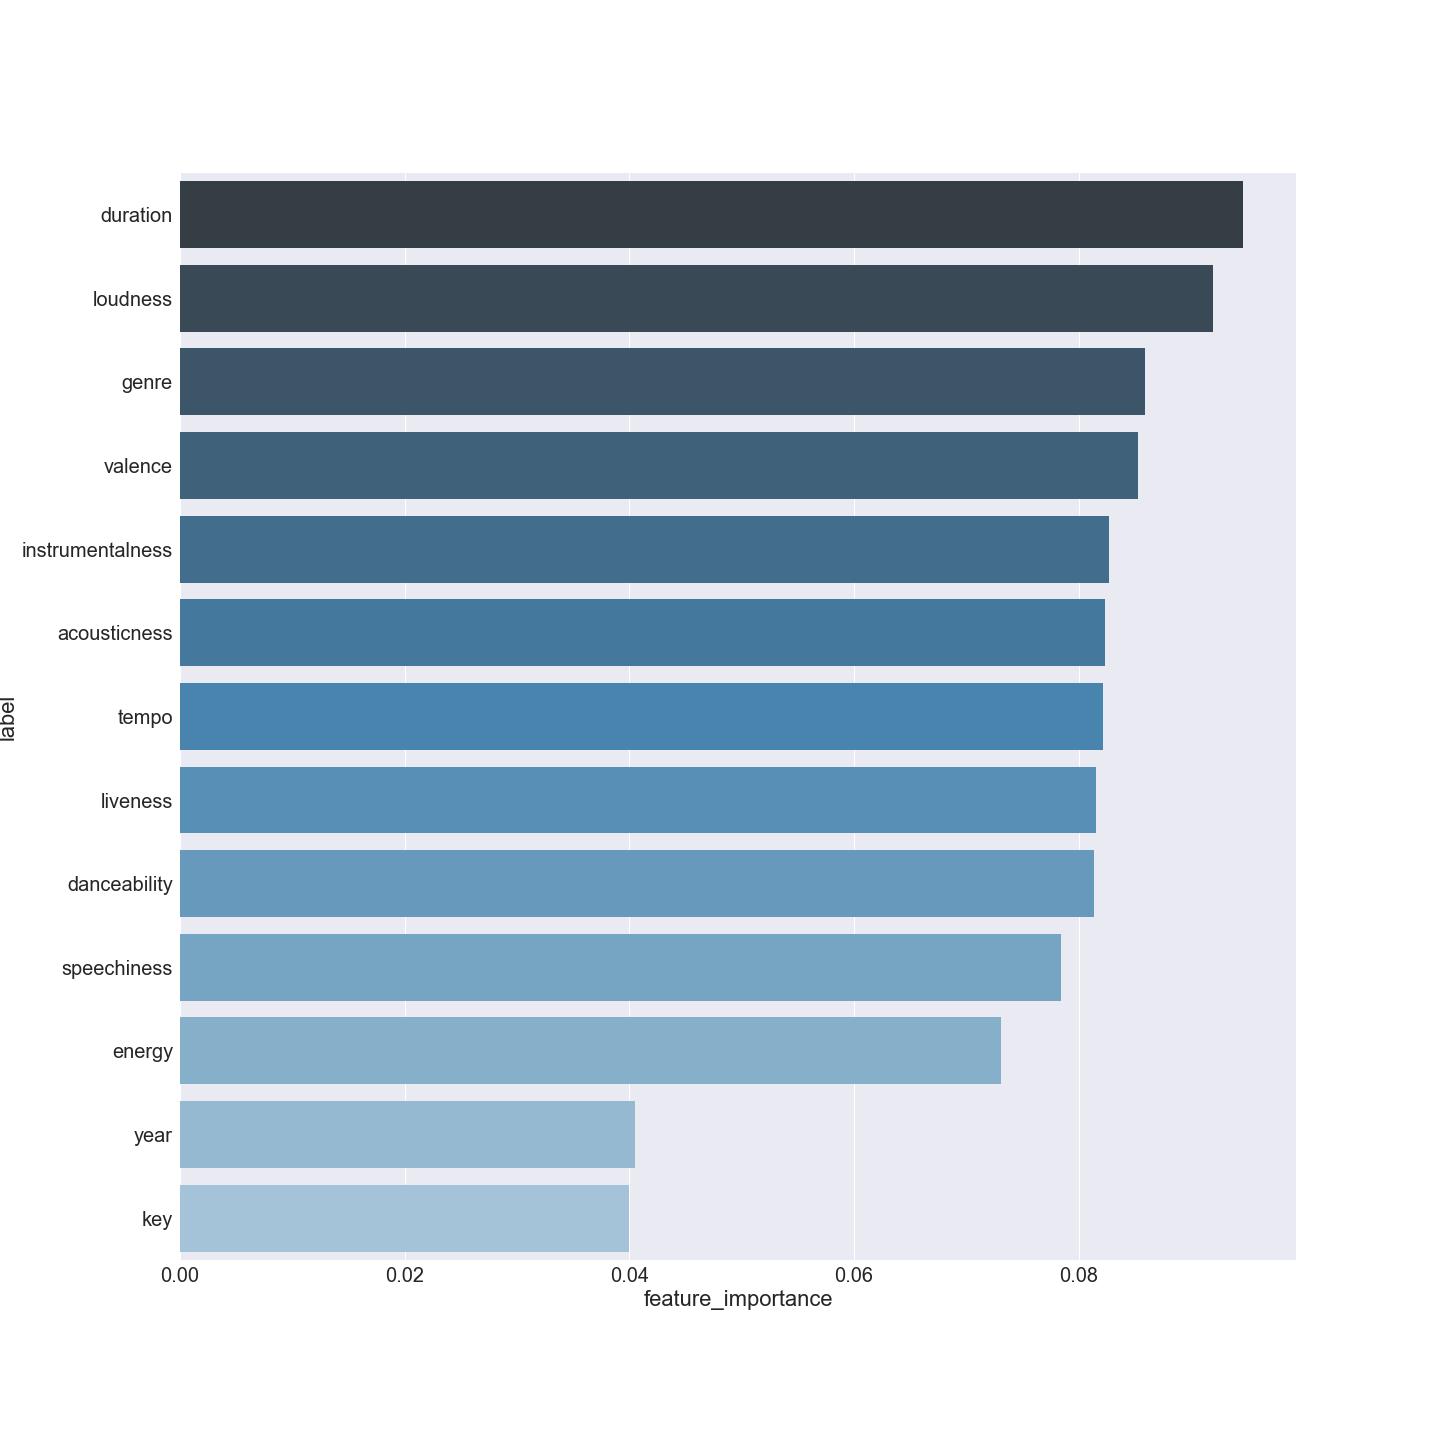 duration
loudness
genre
valence
instrumentalness
acousticness
tempo
liveness
danceability
speechiness
energy
year
key
label
0.00 0.02 0.04 0.06 0.08
feature_importance